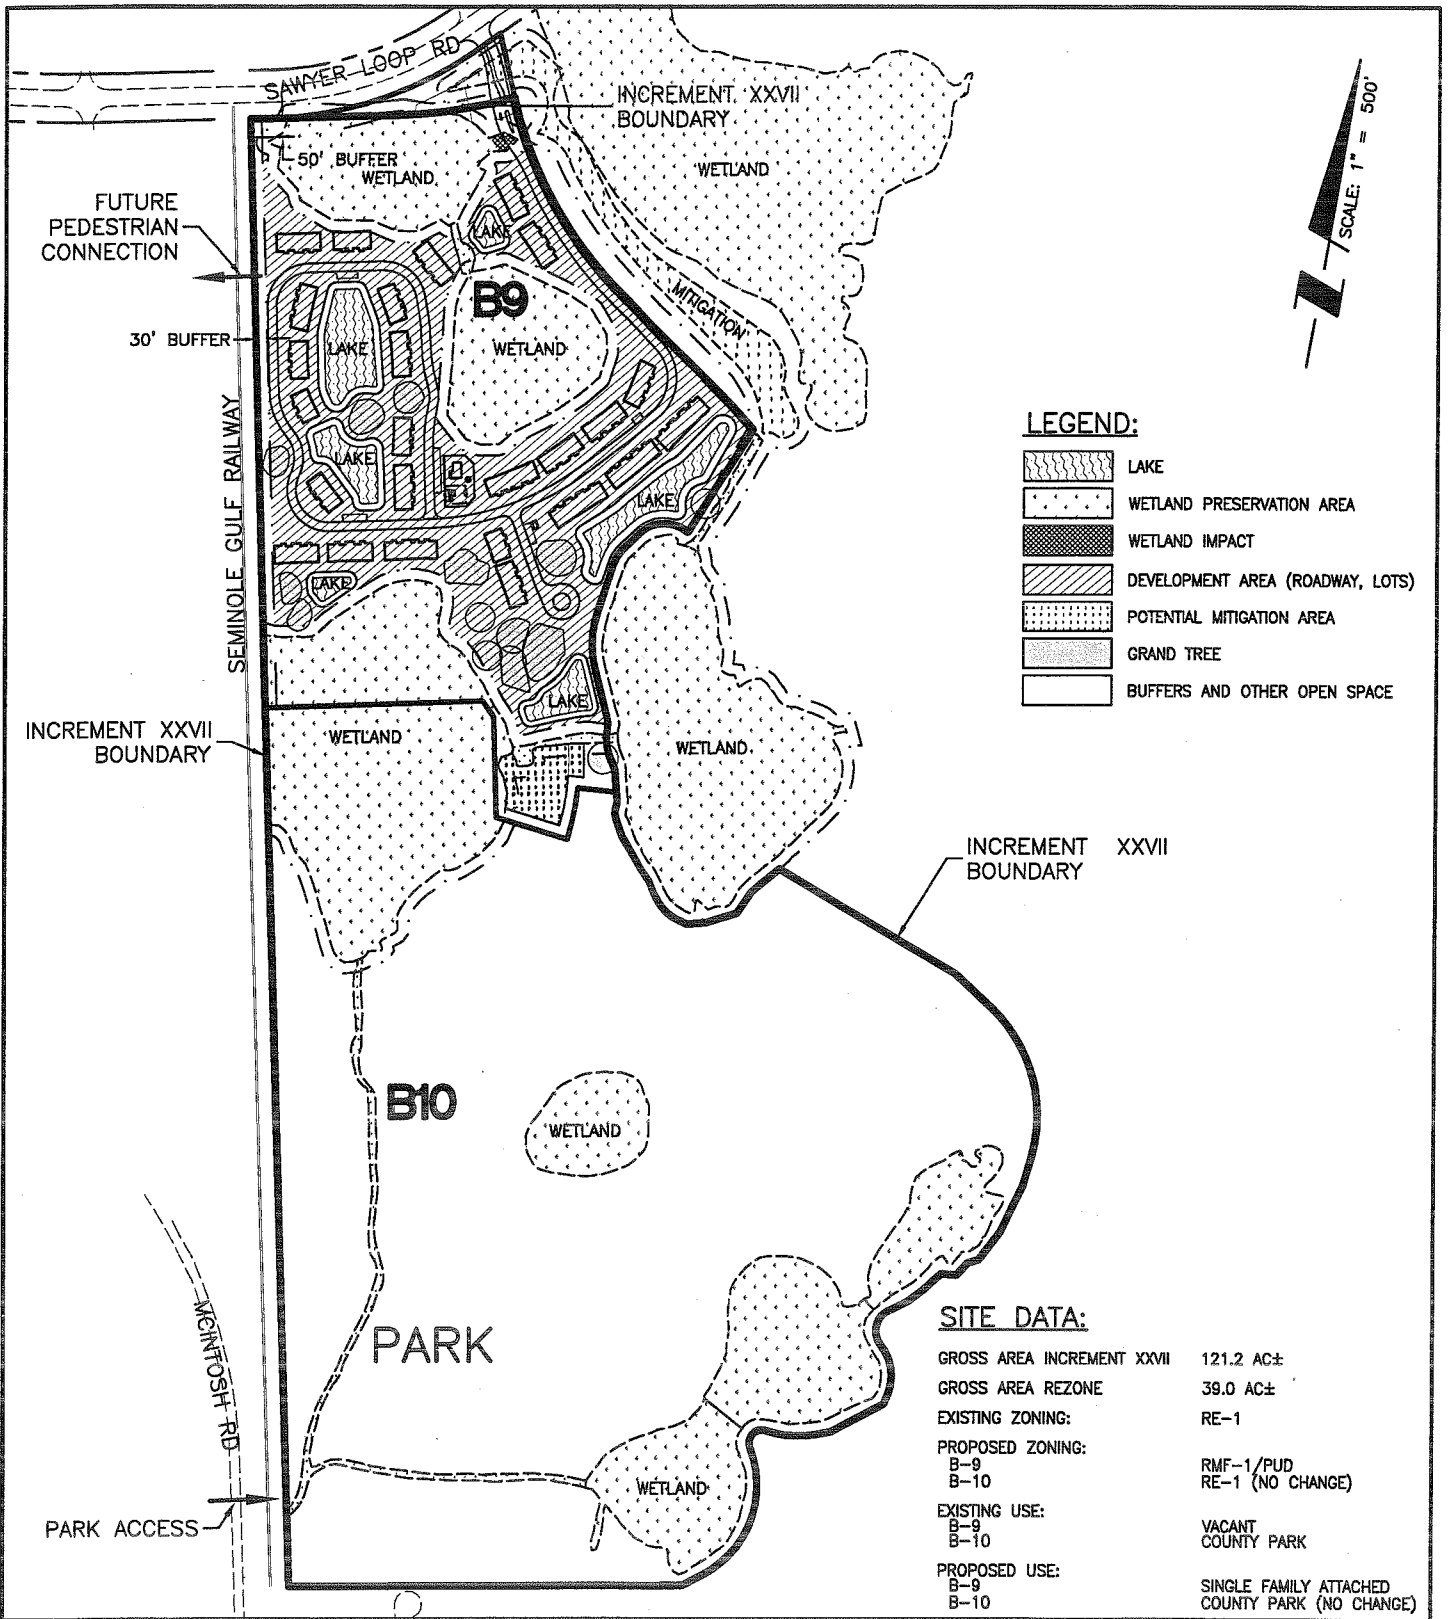 SAWYER LOOP RD
INCREMENT XXVII
BOUNDARY
50' BUFFER
WETLAND
WETLAND
FUTURE
PEDESTRIAN
CONNECTION
LAKE
SCALE: 1" = 500'
N
B9
MITIGATION
30' BUFFER
LAKE
WETLAND
SEMINOLE GULF RAILWAY
LAKE
LAKE
LAKE
LEGEND:
LAKE
WETLAND PRESERVATION AREA
WETLAND IMPACT
DEVELOPMENT AREA (ROADWAY, LOTS)
POTENTIAL MITIGATION AREA
GRAND TREE
BUFFERS AND OTHER OPEN SPACE
LAKE
INCREMENT XXVII
BOUNDARY
WETLAND
WETLAND
INCREMENT XXVII
BOUNDARY
B10
WETLAND
MCINTOSH RD
PARK
WETLAND
PARK ACCESS
SITE DATA:
GROSS AREA INCREMENT XXVII 121.2 AC±
GROSS AREA REZONE 39.0 AC±
EXISTING ZONING: RE-1
PROPOSED ZONING:
B-9 RMF-1/PUD
B-10 RE-1 (NO CHANGE)
EXISTING USE:
B-9 VACANT
B-10 COUNTY PARK
PROPOSED USE:
B-9 SINGLE FAMILY ATTACHED
B-10 COUNTY PARK (NO CHANGE)